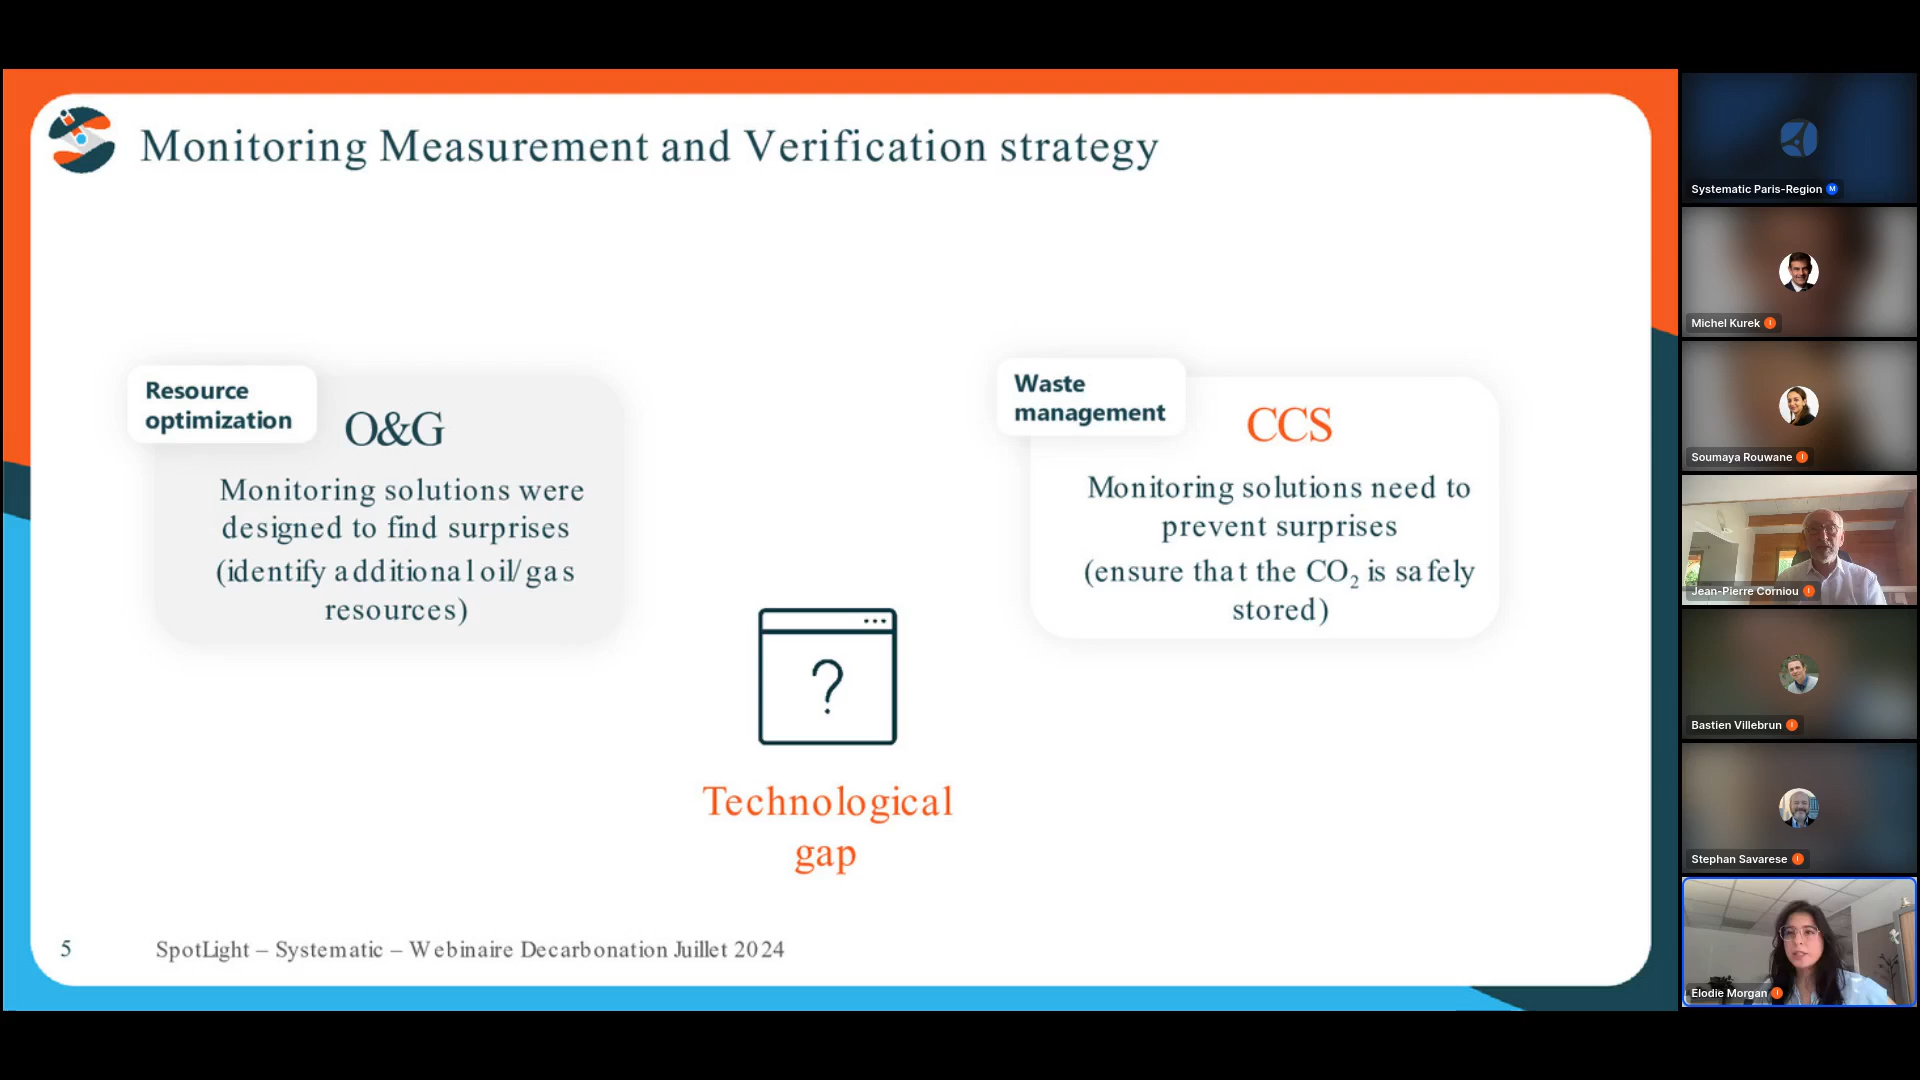 Monitoring Measurement and Verification strategy
Resource
optimization
O&G
Monitoring solutions were
designed to find surprises
(identify additional oil/gas
resources)
Waste
management
CCS
Monitoring solutions need to
prevent surprises
(ensure that the CO₂ is safely
stored)
?
Technological
gap
5
SpotLight – Systematic – Webinaire Decarbonation Juillet 2024
Systematic Paris-Region M
Michel Kurek I
Soumaya Rouwane I
Jean-Pierre Corniou I
Bastien Villebrun I
Stephan Savarese I
Elodie Morgan I